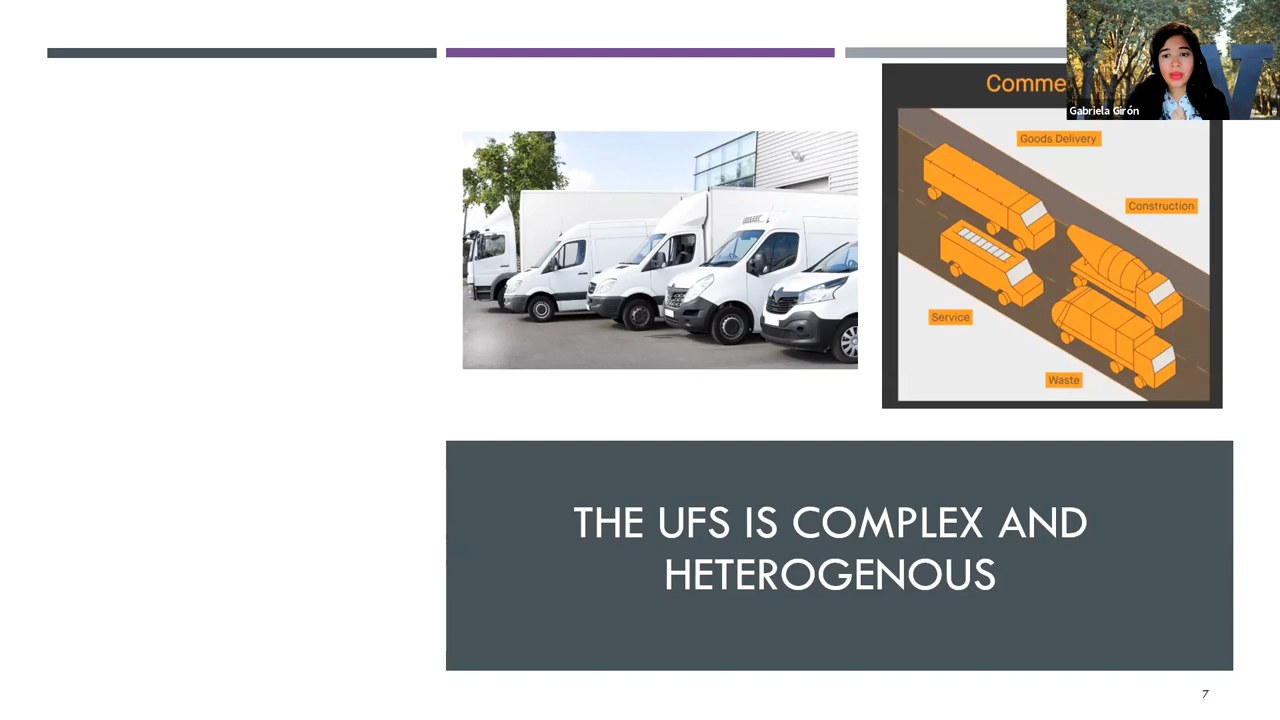 Comme
Gabriela Girón
Goods Delivery
Construction
Service
Waste
THE UFS IS COMPLEX AND
HETEROGENOUS
7